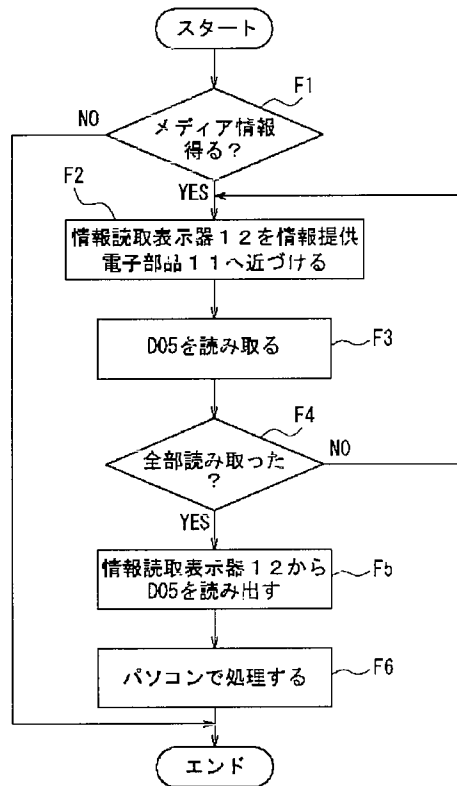 スタート
F1
NO
メディア情報
得る？
F2
YES
情報読取表示器１２を情報提供
電子部品１１へ近づける
D05を読み取る
F3
F4
全部読み取った
？
NO
YES
情報読取表示器１２から
D05を読み出す
F5
パソコンで処理する
F6
エンド